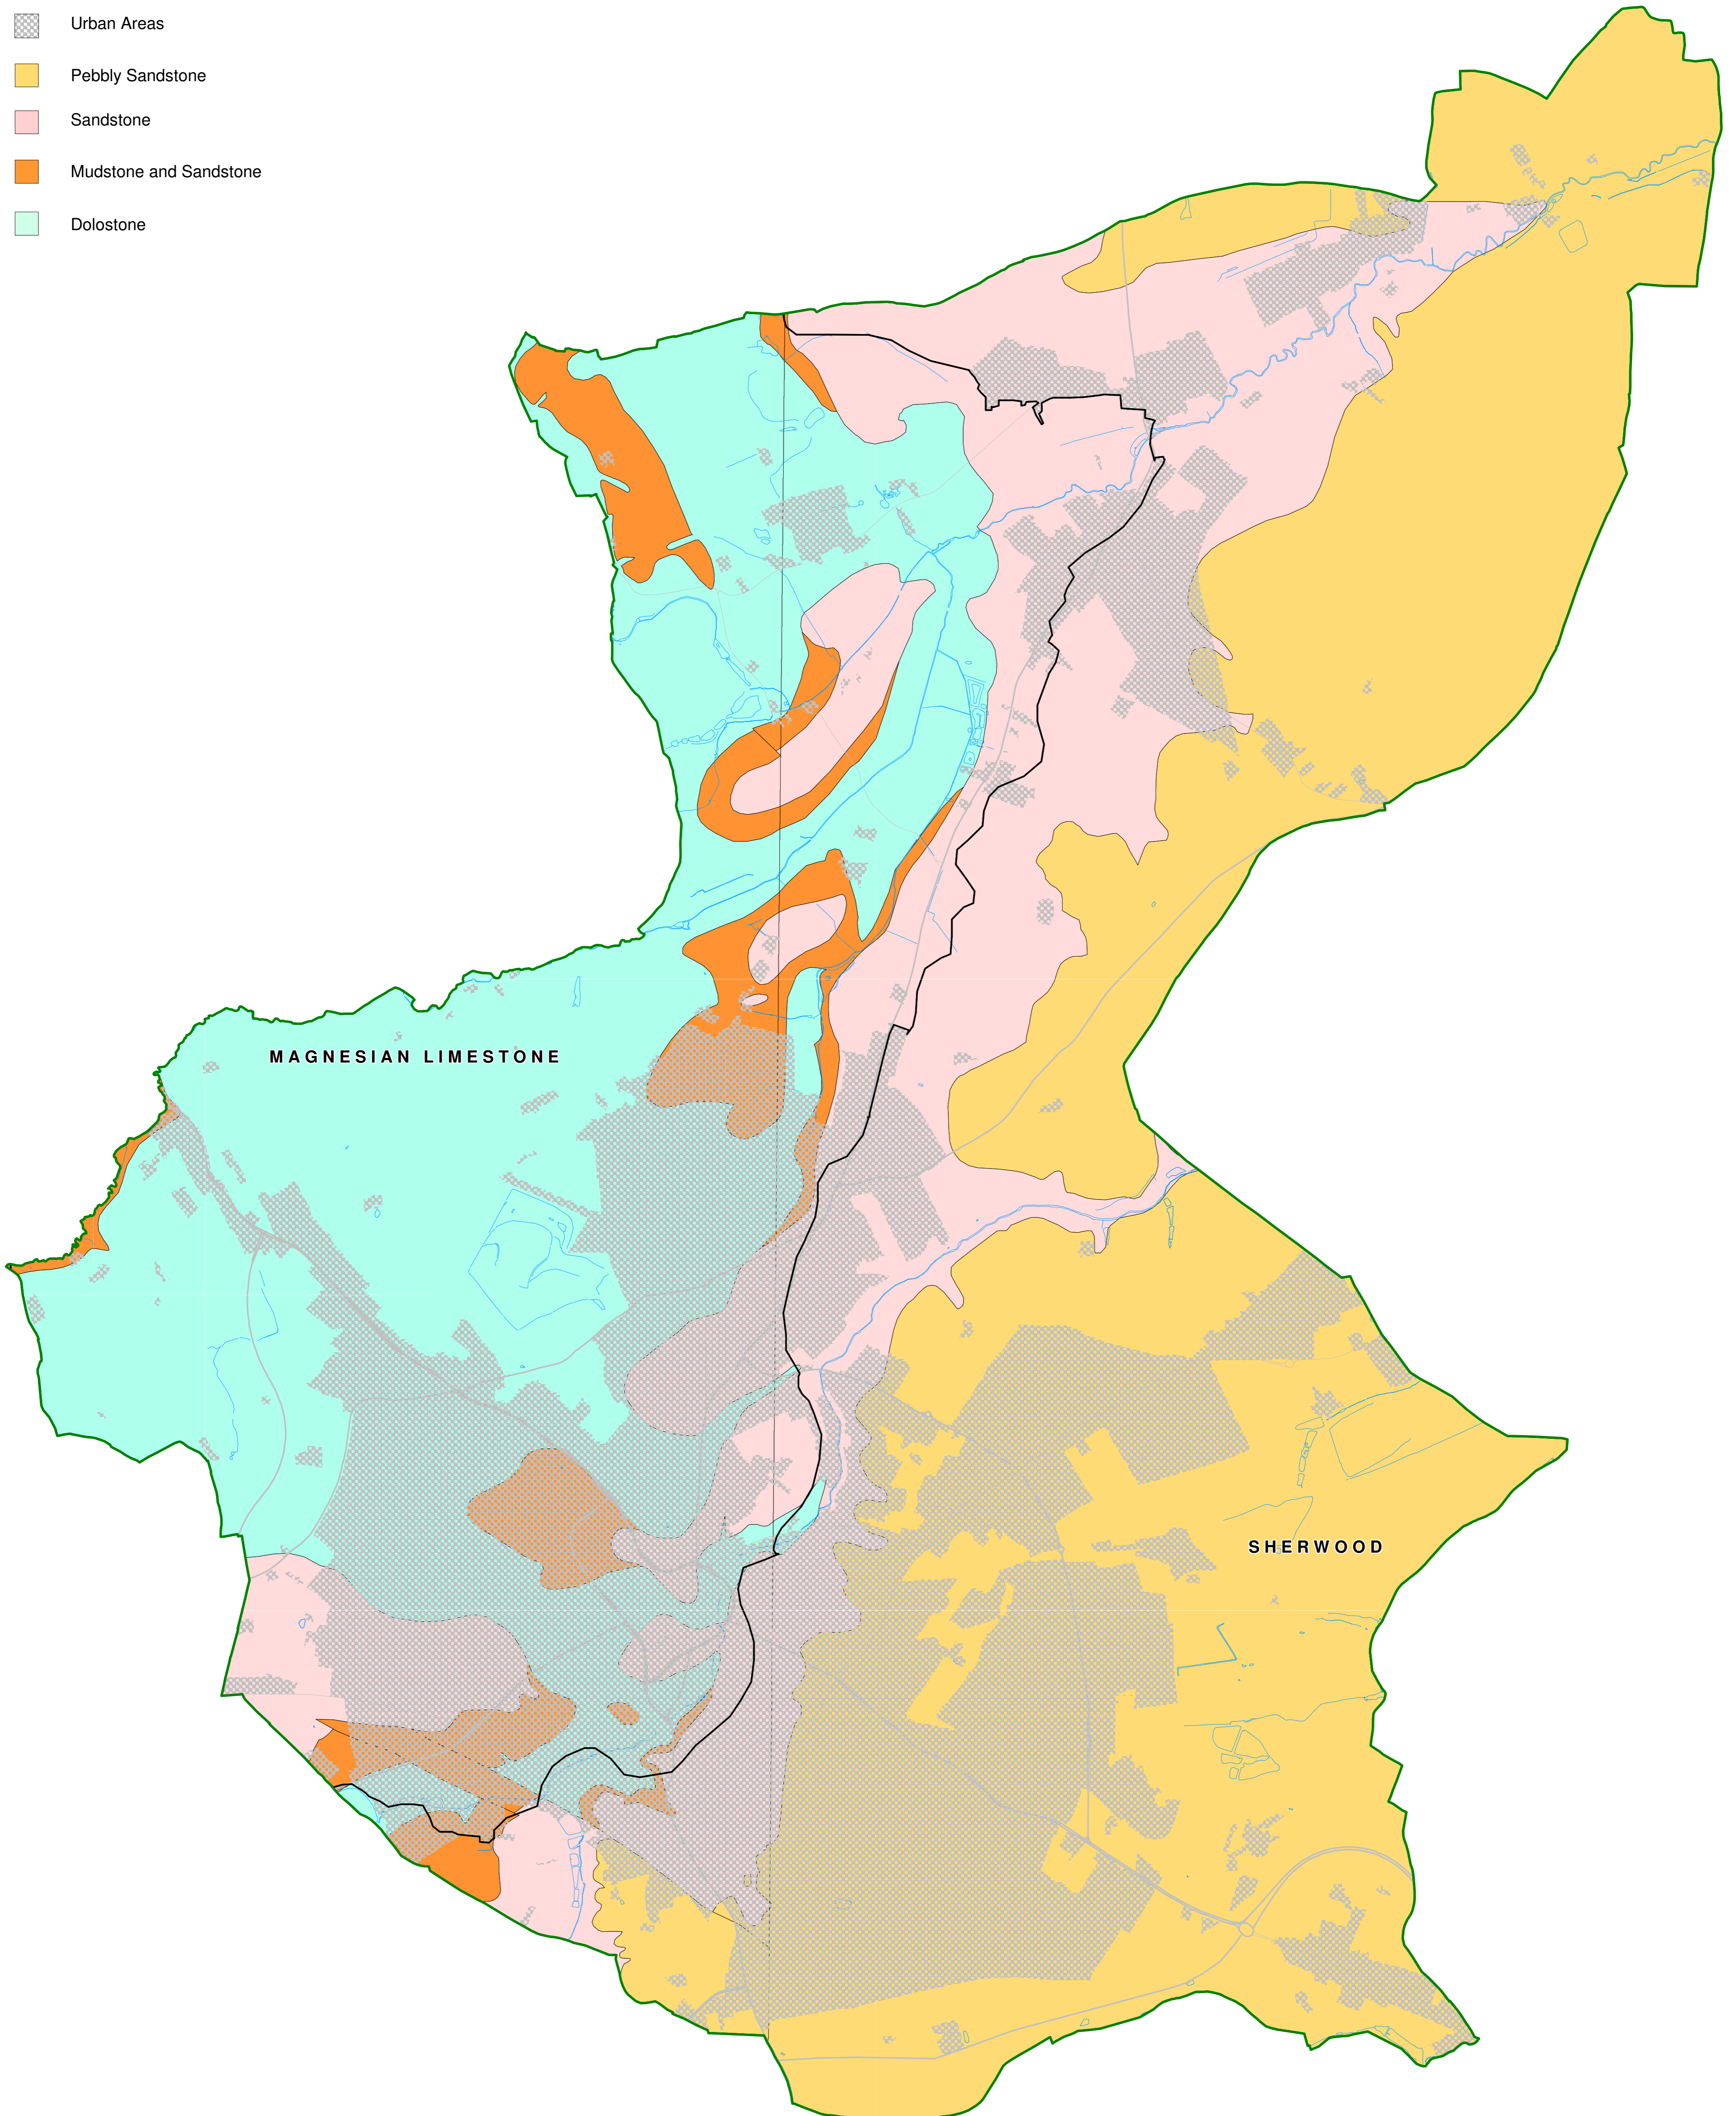 Urban Areas
Pebbly Sandstone
Sandstone
Mudstone and Sandstone
Dolostone
MAGNESIAN LIMESTONE
SHERWOOD